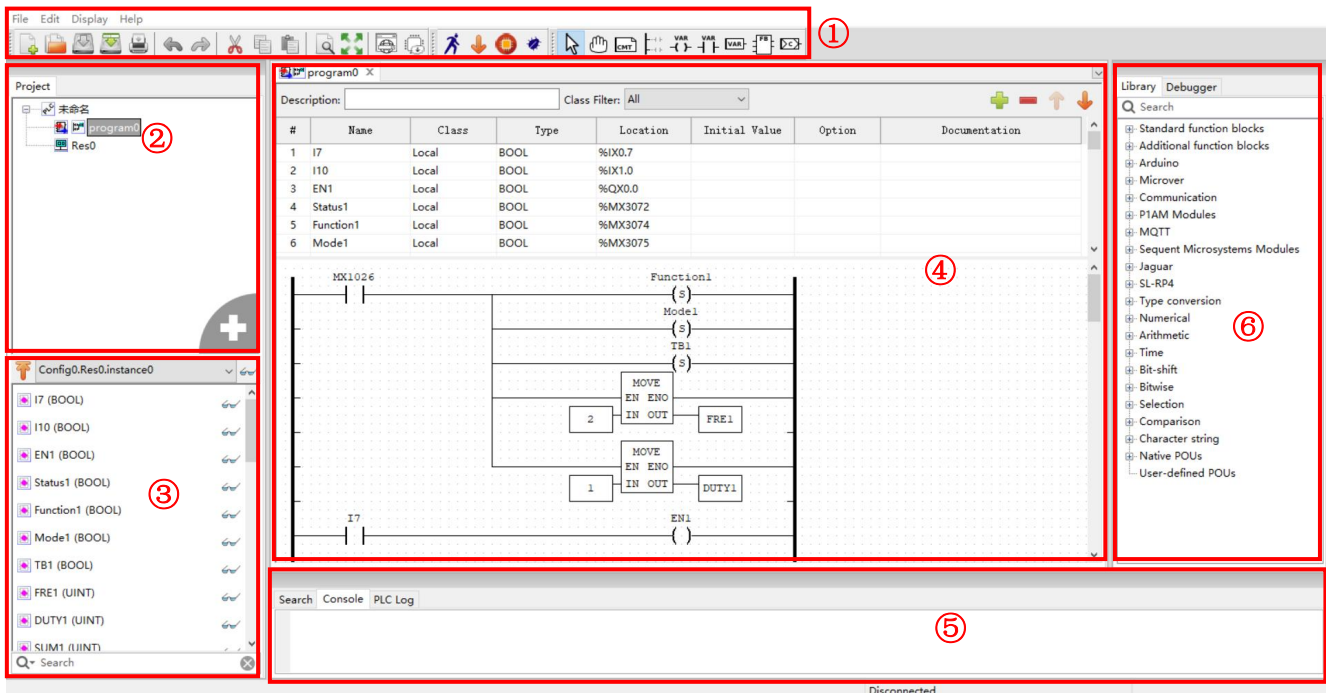 File Edit Display Help
①
CMT VAR VAR VAR FB
Project
未命名
program0
Res0
②
Config0.Res0.instance0
I7 (BOOL)
I10 (BOOL)
EN1 (BOOL)
Status1 (BOOL)
Function1 (BOOL)
Mode1 (BOOL)
TB1 (BOOL)
FRE1 (UINT)
DUTY1 (UINT)
SUM1 (UINT)
③
Search
program0 ×
Description: Class Filter: All
# Name Class Type Location Initial Value Option Documentation
1 I7 Local BOOL %IX0.7
2 I10 Local BOOL %IX1.0
3 EN1 Local BOOL %QX0.0
4 Status1 Local BOOL %MX3072
5 Function1 Local BOOL %MX3074
6 Mode1 Local BOOL %MX3075
④
MX1026 Function1
(S)
Mode1
(S)
TB1
(S)
MOVE
EN ENO
2 IN OUT FRE1
MOVE
EN ENO
1 IN OUT DUTY1
I7 EN1
( )
Search Console PLC Log
⑤
Library Debugger
Search
Standard function blocks
Additional function blocks
Arduino
Microver
Communication
P1AM Modules
MQTT
Sequent Microsystems Modules
Jaguar
SL-RP4
Type conversion
Numerical
Arithmetic
Time
Bit-shift
Bitwise
Selection
Comparison
Character string
Native POUs
User-defined POUs
⑥
Disconnected